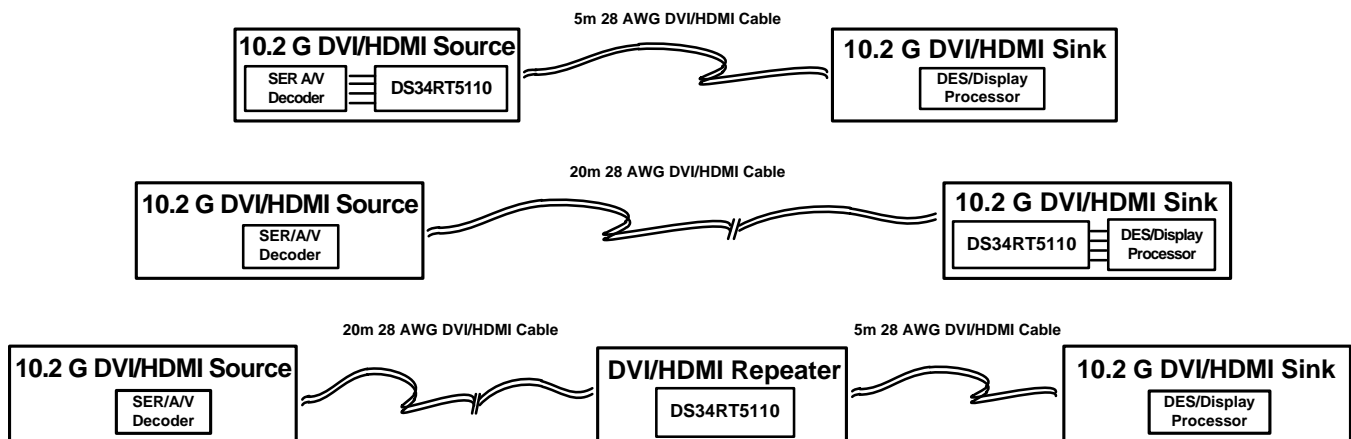 5m 28 AWG DVI/HDMI Cable
10.2 G DVI/HDMI Source
SER A/V
Decoder
DS34RT5110
10.2 G DVI/HDMI Sink
DES/Display
Processor
20m 28 AWG DVI/HDMI Cable
10.2 G DVI/HDMI Source
SER/A/V
Decoder
10.2 G DVI/HDMI Sink
DS34RT5110
DES/Display
Processor
20m 28 AWG DVI/HDMI Cable
5m 28 AWG DVI/HDMI Cable
10.2 G DVI/HDMI Source
SER/A/V
Decoder
DVI/HDMI Repeater
DS34RT5110
10.2 G DVI/HDMI Sink
DES/Display
Processor